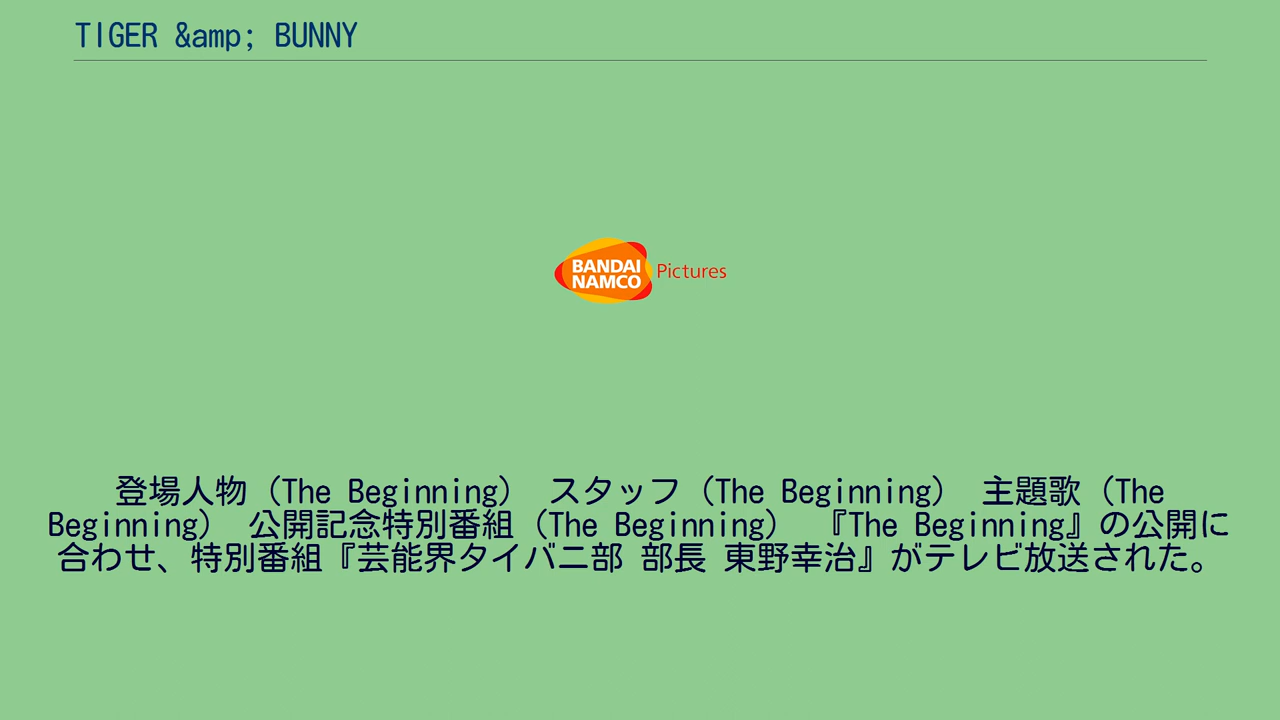 TIGER &amp; BUNNY
BANDAI
NAMCO
Pictures
登場人物（The Beginning） スタッフ（The Beginning） 主題歌（The
Beginning） 公開記念特別番組（The Beginning） 『The Beginning』の公開に
合わせ、特別番組『芸能界タイバニ部 部長 東野幸治』がテレビ放送された。